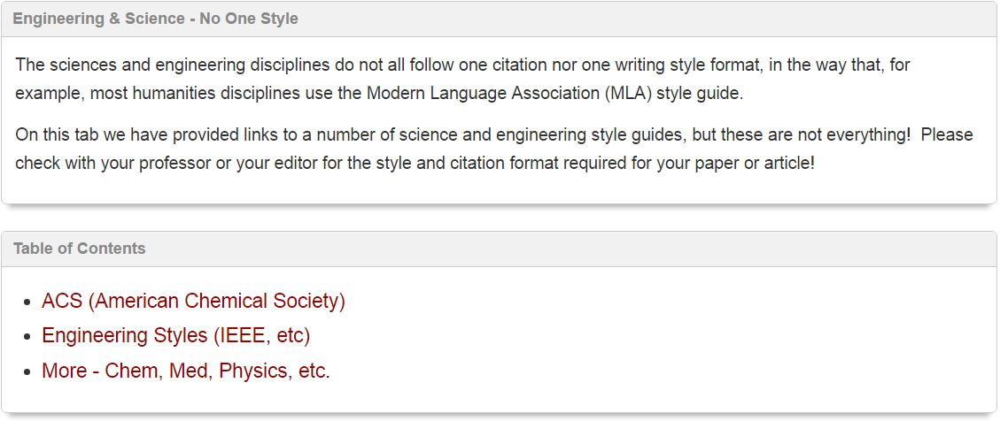 Engineering & Science - No One Style
The sciences and engineering disciplines do not all follow one citation nor one writing style format, in the way that, for
example, most humanities disciplines use the Modern Language Association (MLA) style guide.
On this tab we have provided links to a number of science and engineering style guides, but these are not everything!  Please
check with your professor or your editor for the style and citation format required for your paper or article!
Table of Contents
ACS (American Chemical Society)
Engineering Styles (IEEE, etc)
More - Chem, Med, Physics, etc.